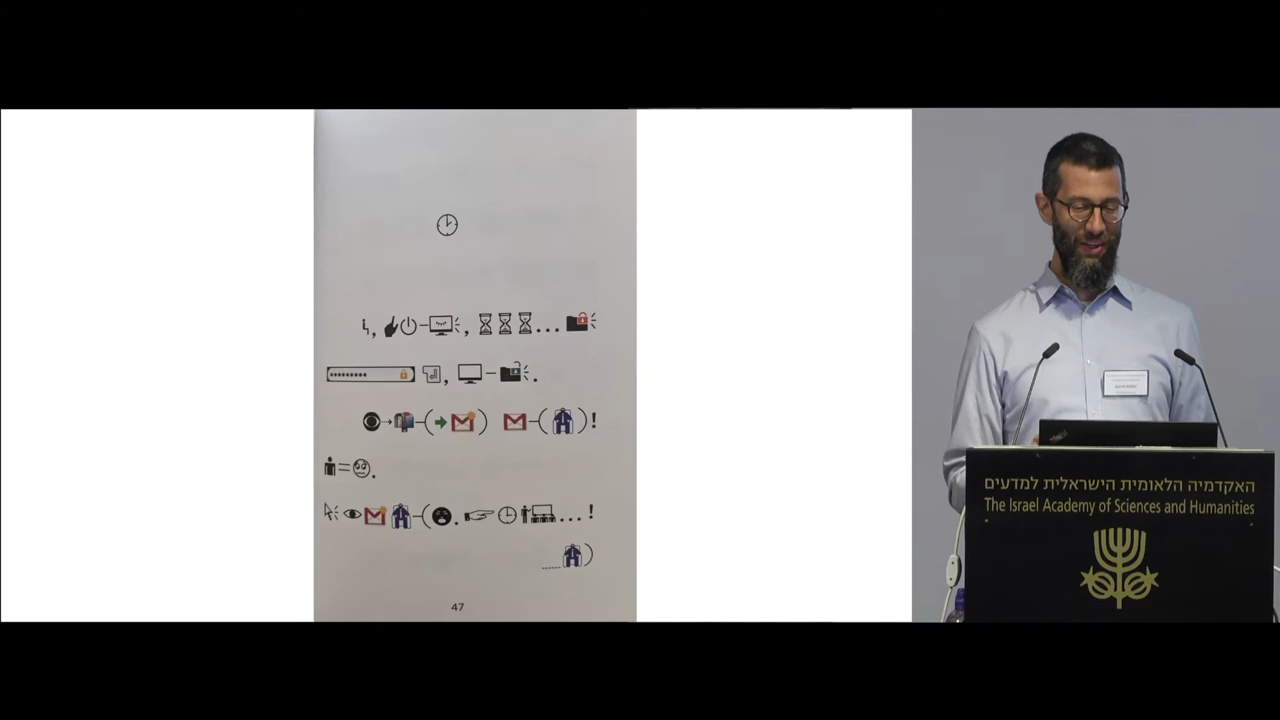 47
האקדמיה הלאומית הישראלית למדעים
The Israel Academy of Sciences and Humanities